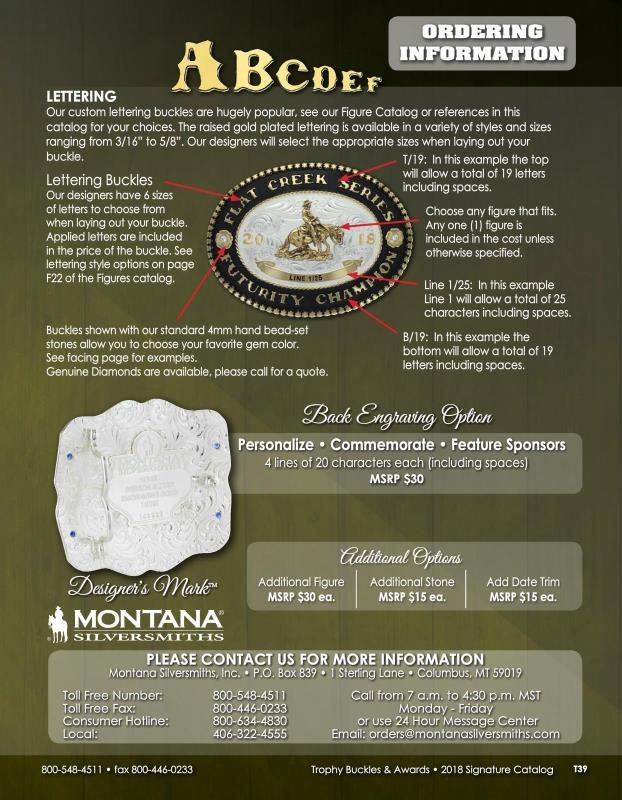 ORDERING
INFORMATION
ABCDEF
LETTERING
Our custom lettering buckles are hugely popular, see our Figure Catalog or references in this
catalog for your choices. The raised gold plated lettering is available in a variety of styles and sizes
ranging from 3/16" to 5/8". Our designers will select the appropriate sizes when laying out your
buckle.
Lettering Buckles
Our designers have 6 sizes
of letters to choose from
when laying out your buckle.
Applied letters are included
in the price of the buckle. See
lettering style options on page
F22 of the Figures catalog.
FLAT CREEK SERIES
20 18
LINE 1/25
FUTURITY CHAMPION
T/19: In this example the top
will allow a total of 19 letters
including spaces.
Choose any figure that fits.
Any one (1) figure is
included in the cost unless
otherwise specified.
Line 1/25: In this example
Line 1 will allow a total of 25
characters including spaces.
B/19: In this example the
bottom will allow a total of 19
letters including spaces.
Buckles shown with our standard 4mm hand bead-set
stones allow you to choose your favorite gem color.
See facing page for examples.
Genuine Diamonds are available, please call for a quote.
Back Engraving Option
Personalize • Commemorate • Feature Sponsors
4 lines of 20 characters each (including spaces)
MSRP $30
Designer's Mark™
MONTANA®
SILVERSMITHS
®
Additional Options
Additional Figure
MSRP $30 ea.
Additional Stone
MSRP $15 ea.
Add Date Trim
MSRP $15 ea.
PLEASE CONTACT US FOR MORE INFORMATION
Montana Silversmiths, Inc. • P.O. Box 839 • 1 Sterling Lane • Columbus, MT 59019
Toll Free Number: 800-548-4511
Toll Free Fax: 800-446-0233
Consumer Hotline: 800-634-4830
Local: 406-322-4555
Call from 7 a.m. to 4:30 p.m. MST
Monday - Friday
or use 24 Hour Message Center
Email: orders@montanasilversmiths.com
800-548-4511 • fax 800-446-0233
Trophy Buckles & Awards • 2018 Signature Catalog T39